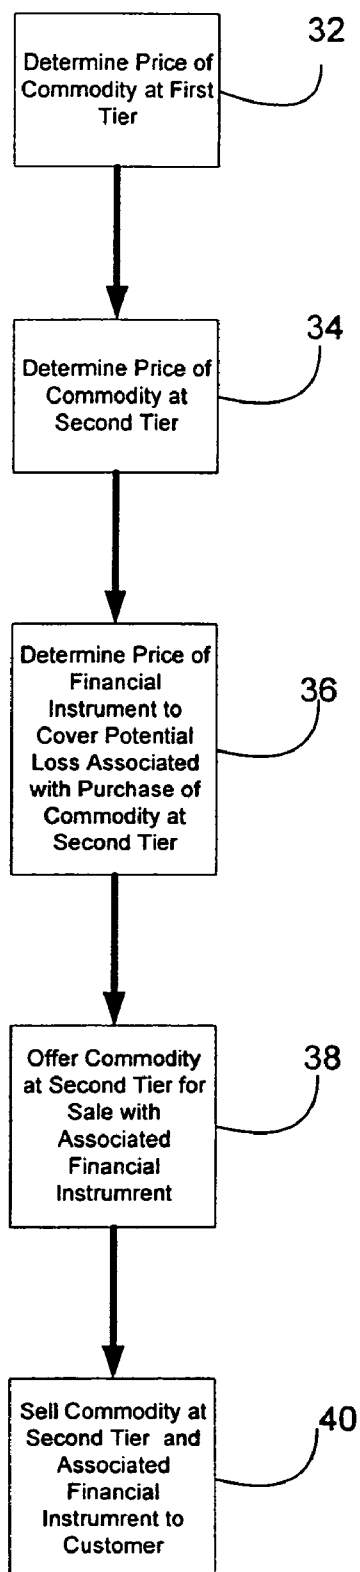 32
Determine Price of
Commodity at First
Tier
34
Determine Price of
Commodity at
Second Tier
Determine Price of
Financial
Instrument to
Cover Potential
Loss Associated
with Purchase of
Commodity at
Second Tier
36
Offer Commodity
at Second Tier for
Sale with
Associated
Financial
Instrumrent
38
Sell Commodity at
Second Tier and
Associated
Financial
Instrumrent to
Customer
40